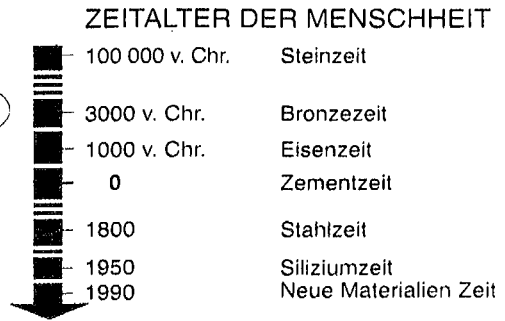 ZEITALTER DER MENSCHHEIT
100 000 v. Chr. Steinzeit
3000 v. Chr. Bronzezeit
1000 v. Chr. Eisenzeit
0 Zementzeit
1800 Stahlzeit
1950 Siliziumzeit
1990 Neue Materialien Zeit